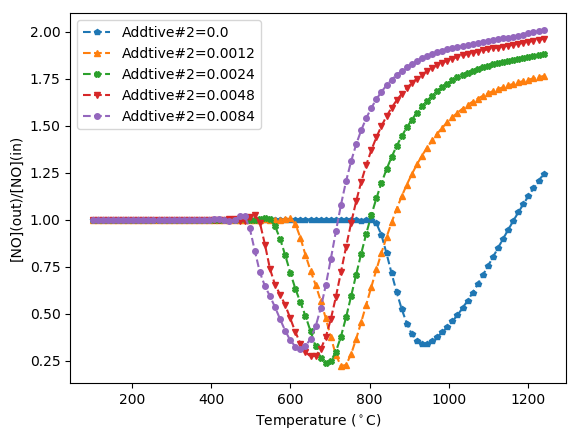 2.00
1.75
1.50
1.25
1.00
0.75
0.50
0.25
[NO](out)/[NO](in)
Addtive#2=0.0
Addtive#2=0.0012
Addtive#2=0.0024
Addtive#2=0.0048
Addtive#2=0.0084
200 400 600 800 1000 1200
Temperature (°C)